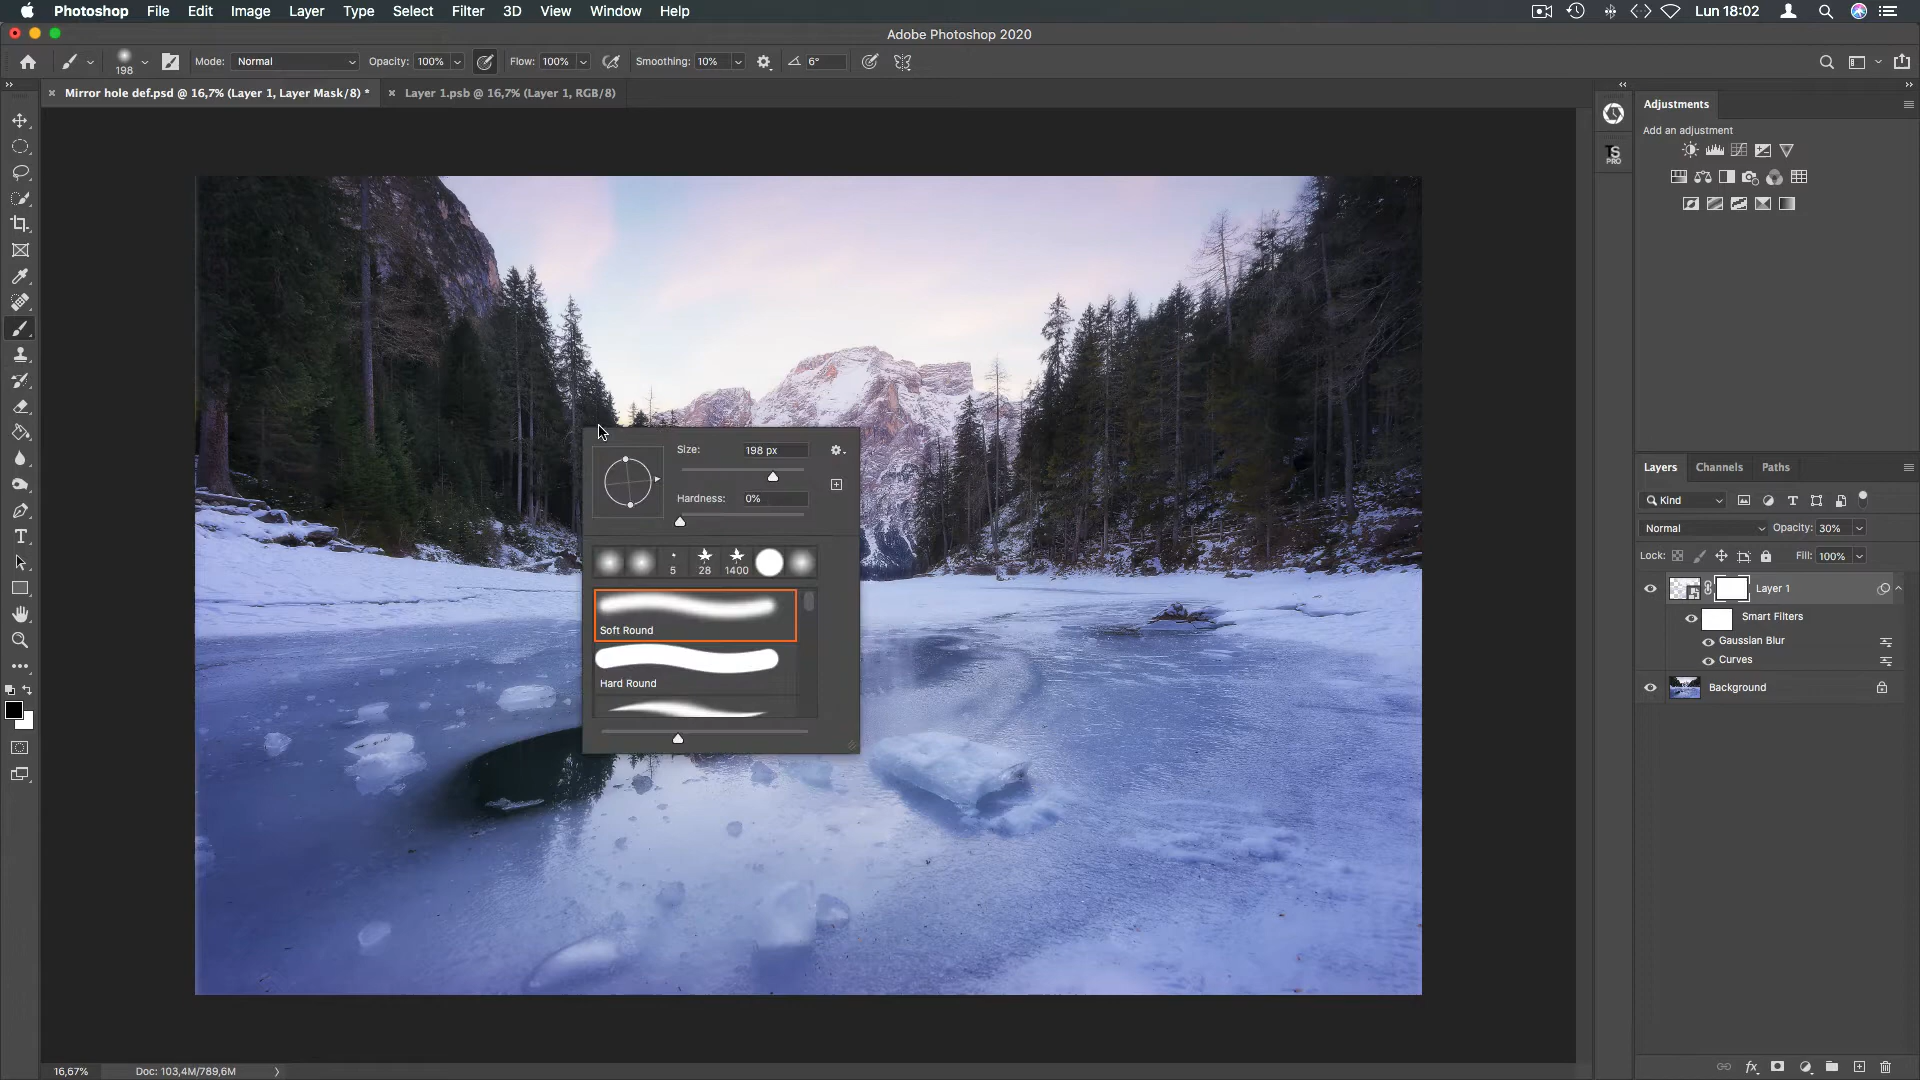 Photoshop File Edit Image Layer Type Select Filter 3D View Window Help Lun 18:02
Adobe Photoshop 2020
198 Mode: Normal Opacity: 100% Flow: 100% Smoothing: 10% 6°
Mirror hole def.psd @ 16,7% (Layer 1, Layer Mask/8) * Layer 1.psb @ 16,7% (Layer 1, RGB/8)
Adjustments
Add an adjustment
TS
PRO
Size: 198 px
Hardness: 0%
5 28 1400
Soft Round
Hard Round
Layers Channels Paths
Kind
Normal Opacity: 30%
Lock: Fill: 100%
Layer 1
Smart Filters
Gaussian Blur
Curves
Background
16,67% Doc: 103,4M/789,6M